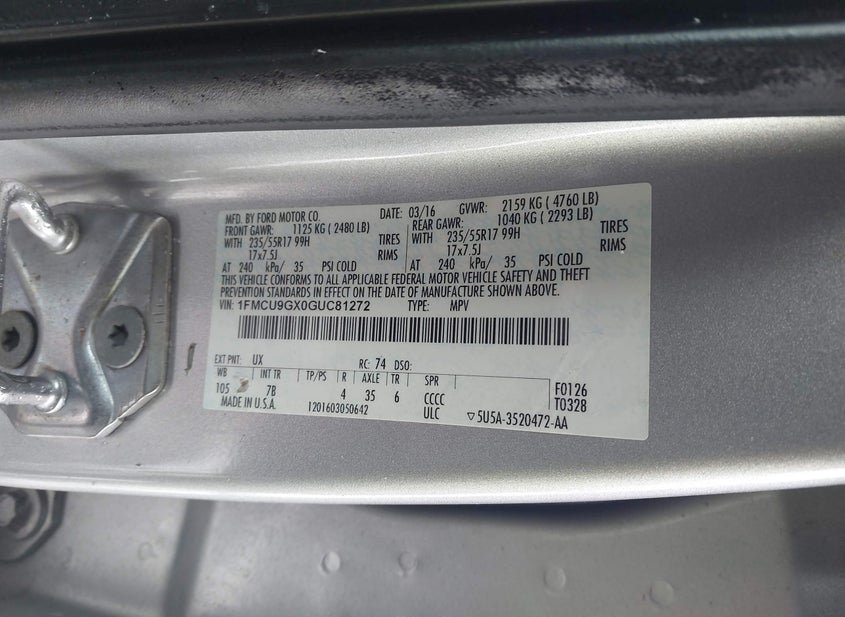 MFD. BY FORD MOTOR CO. DATE: 03/16 GVWR: 2159 KG ( 4760 LB)
FRONT GAWR: 1125 KG ( 2480 LB) REAR GAWR: 1040 KG ( 2293 LB)
WITH 235/55R17 99H TIRES WITH 235/55R17 99H TIRES
17x7.5J RIMS 17x7.5J RIMS
AT 240 kPa/ 35 PSI COLD AT 240 kPa/ 35 PSI COLD
THIS VEHICLE CONFORMS TO ALL APPLICABLE FEDERAL MOTOR VEHICLE SAFETY AND THEFT
PREVENTION STANDARDS IN EFFECT ON THE DATE OF MANUFACTURE SHOWN ABOVE.
VIN: 1FMCU9GX0GUC81272 TYPE: MPV
EXT PNT: UX RC: 74 DSO:
WB INT TR TP/PS R AXLE TR SPR
105 7B 4 35 6 CCCC F0126
MADE IN U.S.A. 1201603050642 ULC ▽5U5A-3520472-AA T0328